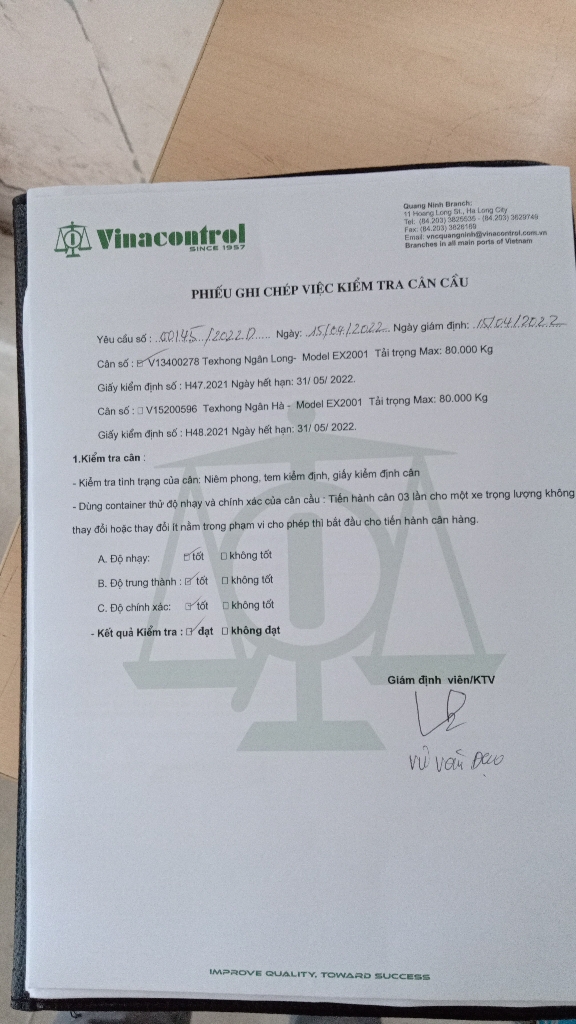 Quang Ninh Branch:
11 Hoang Long St., Ha Long City
Tel: (84.203) 3825535 - (84.203) 3629749
Fax: (84.203) 3826169
Email: vncquangninh@vinacontrol.com.vn
Branches in all main ports of Vietnam
Vinacontrol
SINCE 1957
PHIẾU GHI CHÉP VIỆC KIỂM TRA CÂN CẦU
Yêu cầu số : 00145/2022.D Ngày: 15/04/2022 Ngày giám định: 15/04/2022
Cân số : ☑ V13400278 Texhong Ngân Long- Model EX2001 Tải trọng Max: 80.000 Kg
Giấy kiểm định số : H47.2021 Ngày hết hạn: 31/ 05/ 2022.
Cân số : ☐ V15200596 Texhong Ngân Hà - Model EX2001 Tải trọng Max: 80.000 Kg
Giấy kiểm định số : H48.2021 Ngày hết hạn: 31/ 05/ 2022.
1.Kiểm tra cân :
- Kiểm tra tình trạng của cân: Niêm phong, tem kiểm định, giấy kiểm định cân
- Dùng container thử độ nhạy và chính xác của cân cầu : Tiến hành cân 03 lần cho một xe trọng lượng không
thay đổi hoặc thay đổi ít nằm trong phạm vi cho phép thì bắt đầu cho tiến hành cân hàng.
A. Độ nhạy: ☑ tốt ☐ không tốt
B. Độ trung thành : ☑ tốt ☐ không tốt
C. Độ chính xác: ☑ tốt ☐ không tốt
- Kết quả Kiểm tra : ☑ đạt ☐ không đạt
Giám định viên/KTV
Vũ Văn Đạo
IMPROVE QUALITY, TOWARD SUCCESS